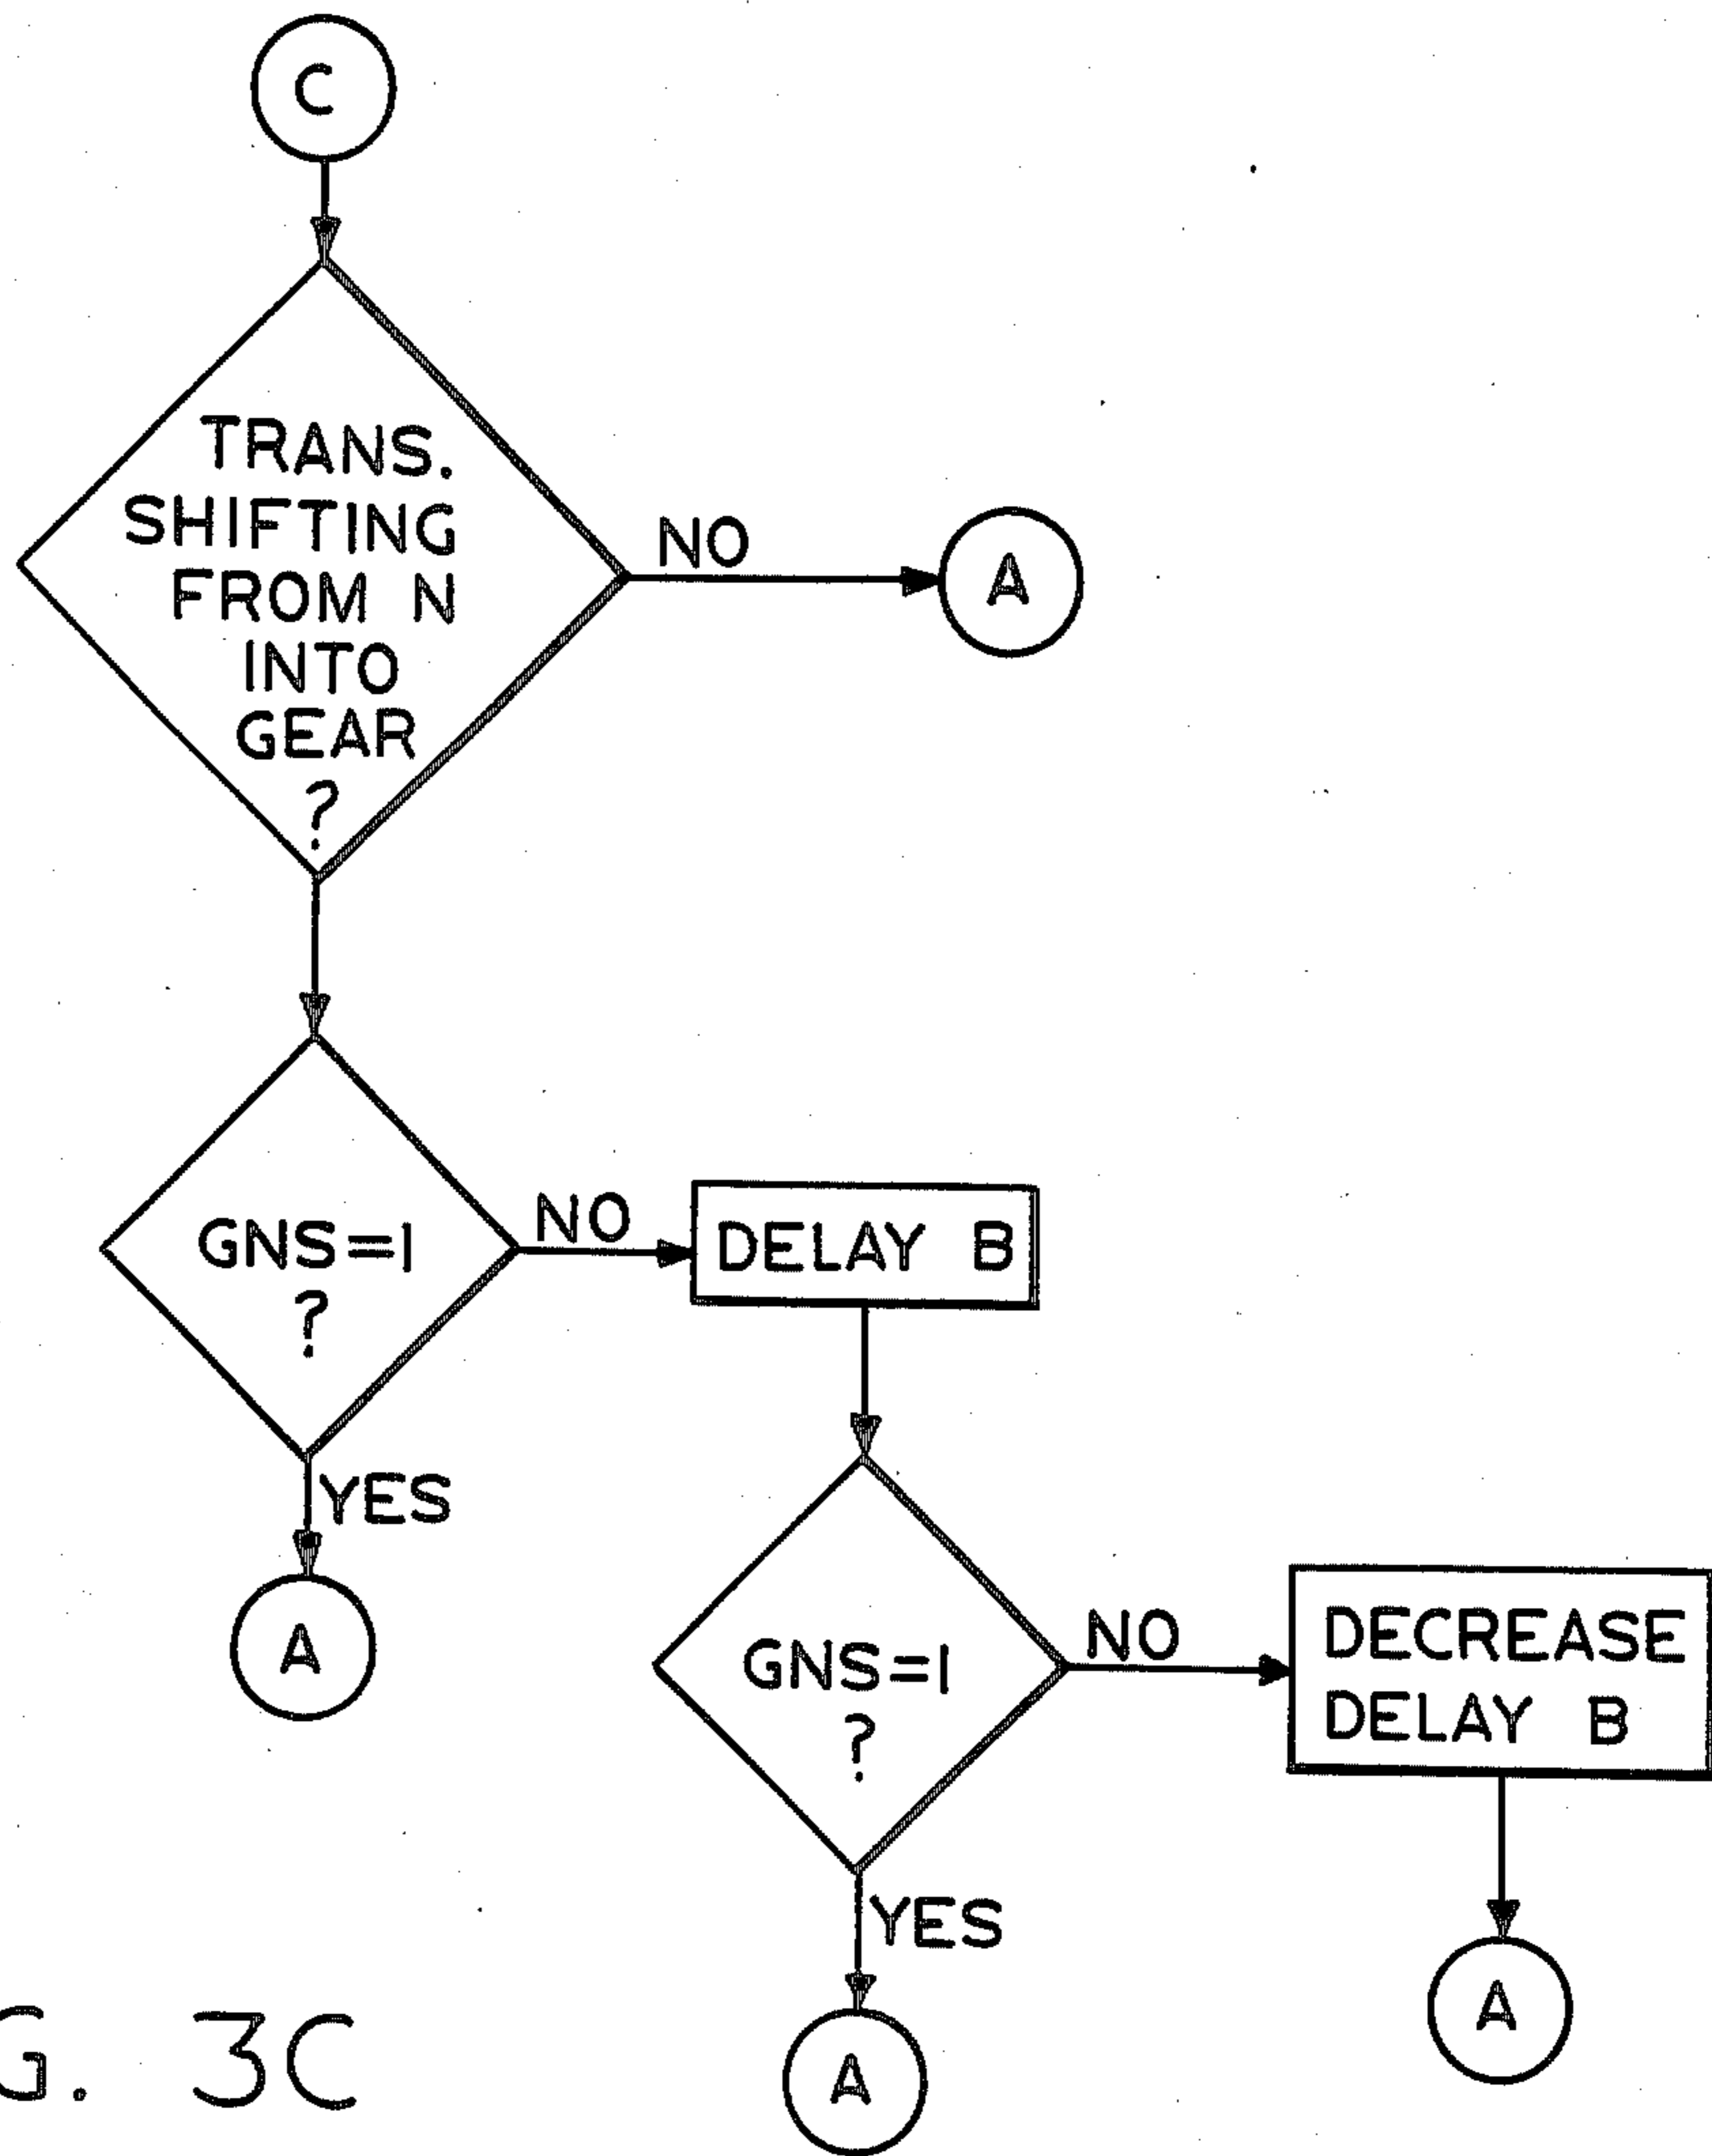 C
TRANS.
SHIFTING
FROM N
INTO
GEAR
?
NO
A
GNS=1
?
NO
DELAY B
YES
A
GNS=1
?
NO
DECREASE
DELAY B
YES
A
A
G. 3C